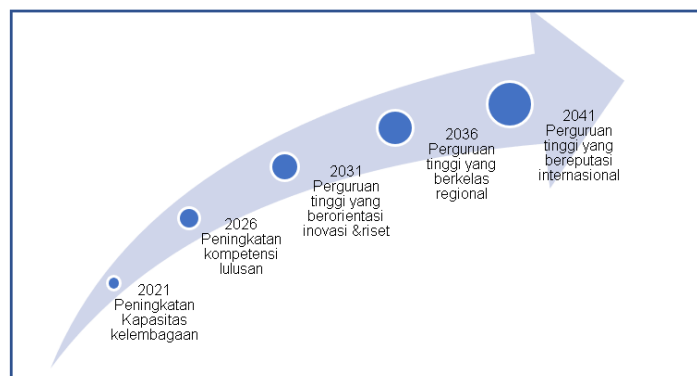 2021
Peningkatan
Kapasitas
kelembagaan
2026
Peningkatan
kompetensi
lulusan
2031
Perguruan
tinggi yang
berorientasi
inovasi &riset
2036
Perguruan
tinggi yang
berkelas
regional
2041
Perguruan
tinggi yang
bereputasi
internasional